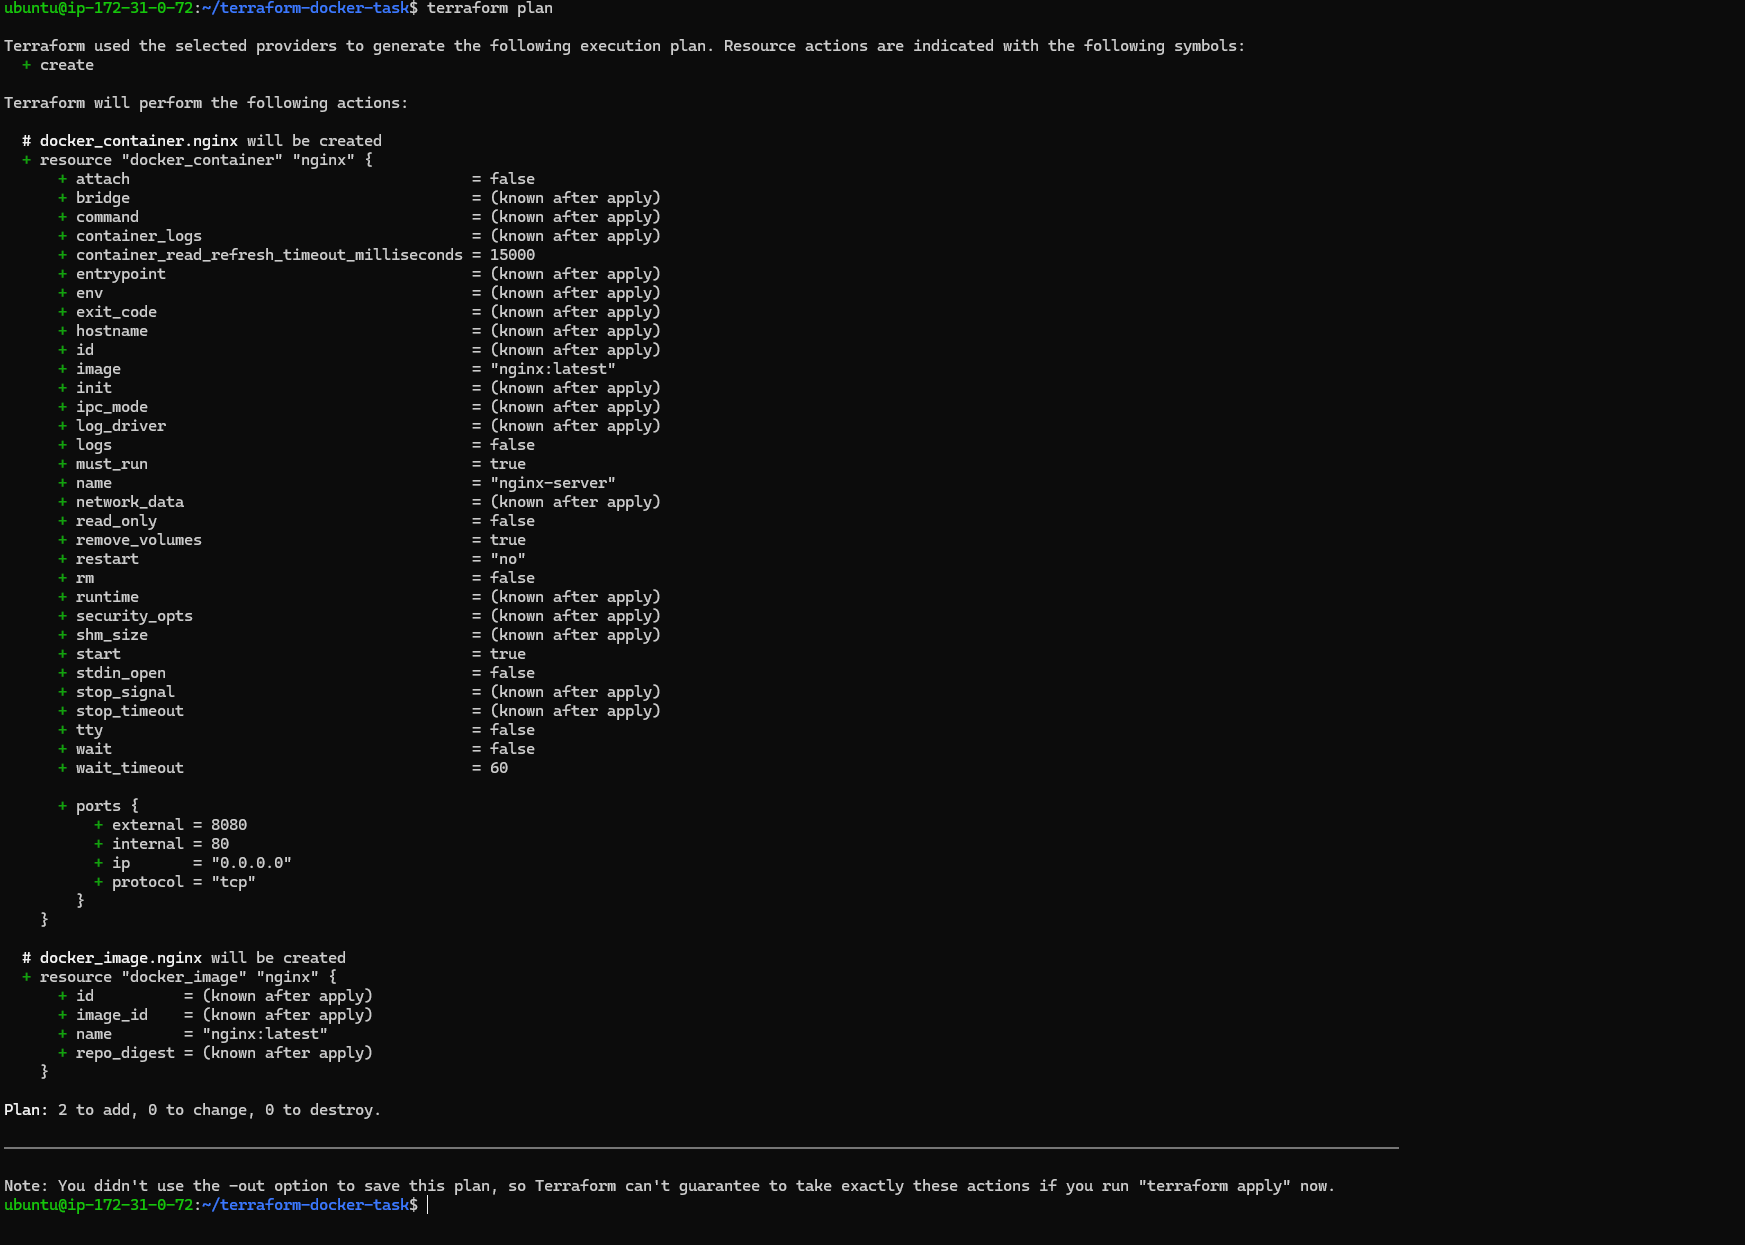 ubuntu@ip-172-31-0-72:~/terraform-docker-task$ terraform plan
Terraform used the selected providers to generate the following execution plan. Resource actions are indicated with the following symbols:
  + create
Terraform will perform the following actions:
  # docker_container.nginx will be created
  + resource "docker_container" "nginx" {
      + attach                                      = false
      + bridge                                      = (known after apply)
      + command                                     = (known after apply)
      + container_logs                              = (known after apply)
      + container_read_refresh_timeout_milliseconds = 15000
      + entrypoint                                  = (known after apply)
      + env                                         = (known after apply)
      + exit_code                                   = (known after apply)
      + hostname                                    = (known after apply)
      + id                                          = (known after apply)
      + image                                       = "nginx:latest"
      + init                                        = (known after apply)
      + ipc_mode                                    = (known after apply)
      + log_driver                                  = (known after apply)
      + logs                                        = false
      + must_run                                    = true
      + name                                        = "nginx-server"
      + network_data                                = (known after apply)
      + read_only                                   = false
      + remove_volumes                              = true
      + restart                                     = "no"
      + rm                                          = false
      + runtime                                     = (known after apply)
      + security_opts                               = (known after apply)
      + shm_size                                    = (known after apply)
      + start                                       = true
      + stdin_open                                  = false
      + stop_signal                                 = (known after apply)
      + stop_timeout                                = (known after apply)
      + tty                                         = false
      + wait                                        = false
      + wait_timeout                                = 60
      + ports {
          + external = 8080
          + internal = 80
          + ip       = "0.0.0.0"
          + protocol = "tcp"
        }
    }
  # docker_image.nginx will be created
  + resource "docker_image" "nginx" {
      + id          = (known after apply)
      + image_id    = (known after apply)
      + name        = "nginx:latest"
      + repo_digest = (known after apply)
    }
Plan: 2 to add, 0 to change, 0 to destroy.
Note: You didn't use the -out option to save this plan, so Terraform can't guarantee to take exactly these actions if you run "terraform apply" now.
ubuntu@ip-172-31-0-72:~/terraform-docker-task$